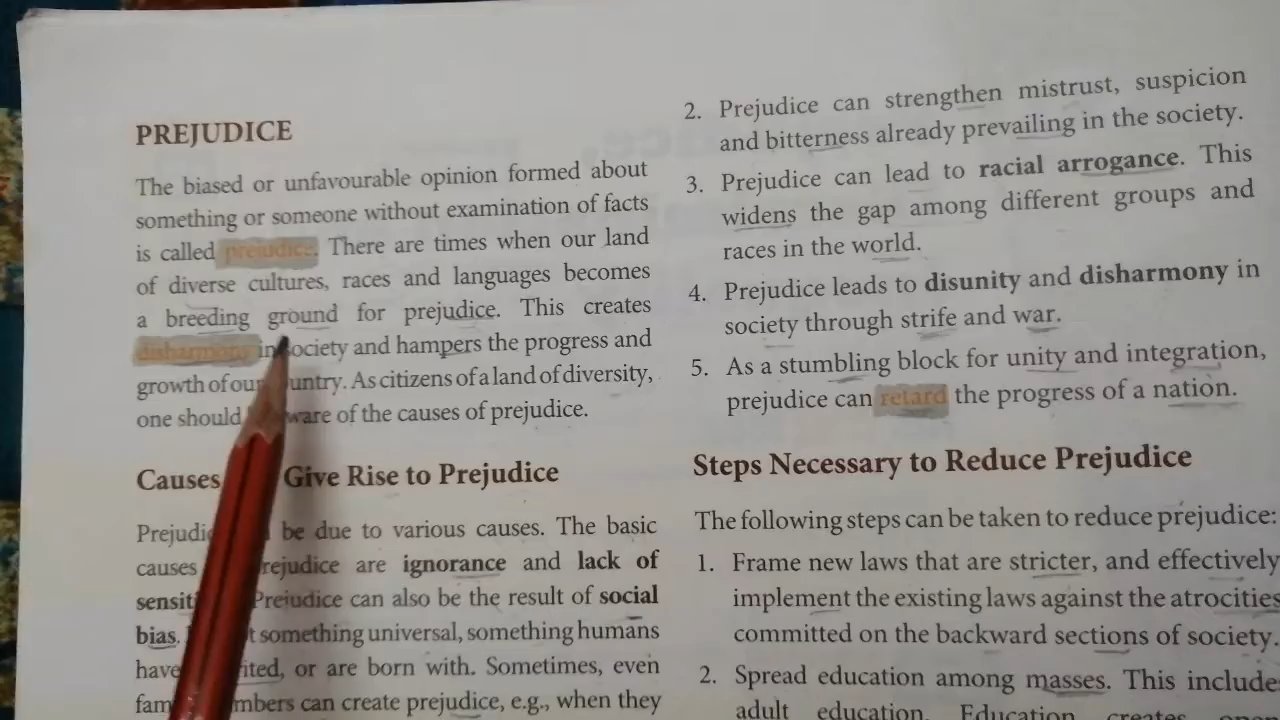 PREJUDICE
The biased or unfavourable opinion formed about
something or someone without examination of facts
is called prejudice. There are times when our land
of diverse cultures, races and languages becomes
a breeding ground for prejudice. This creates
disharmony in society and hampers the progress and
growth of our country. As citizens of a land of diversity,
one should aware of the causes of prejudice.
Causes Give Rise to Prejudice
be due to various causes. The basic
causes prejudice are ignorance and lack of
Prejudice can also be the result of social
bias. something universal, something humans
have or are born with. Sometimes, even
can create prejudice, e.g., when they
2. Prejudice can strengthen mistrust, suspicion
and bitterness already prevailing in the society.
3. Prejudice can lead to racial arrogance. This
widens the gap among different groups and
races in the world.
4. Prejudice leads to disunity and disharmony in
society through strife and war.
5. As a stumbling block for unity and integration,
prejudice can retard the progress of a nation.
Steps Necessary to Reduce Prejudice
The following steps can be taken to reduce prejudice:
1. Frame new laws that are stricter, and effectively
implement the existing laws against the atrocities
committed on the backward sections of society.
2. Spread education among masses. This include
adult education. Education creates